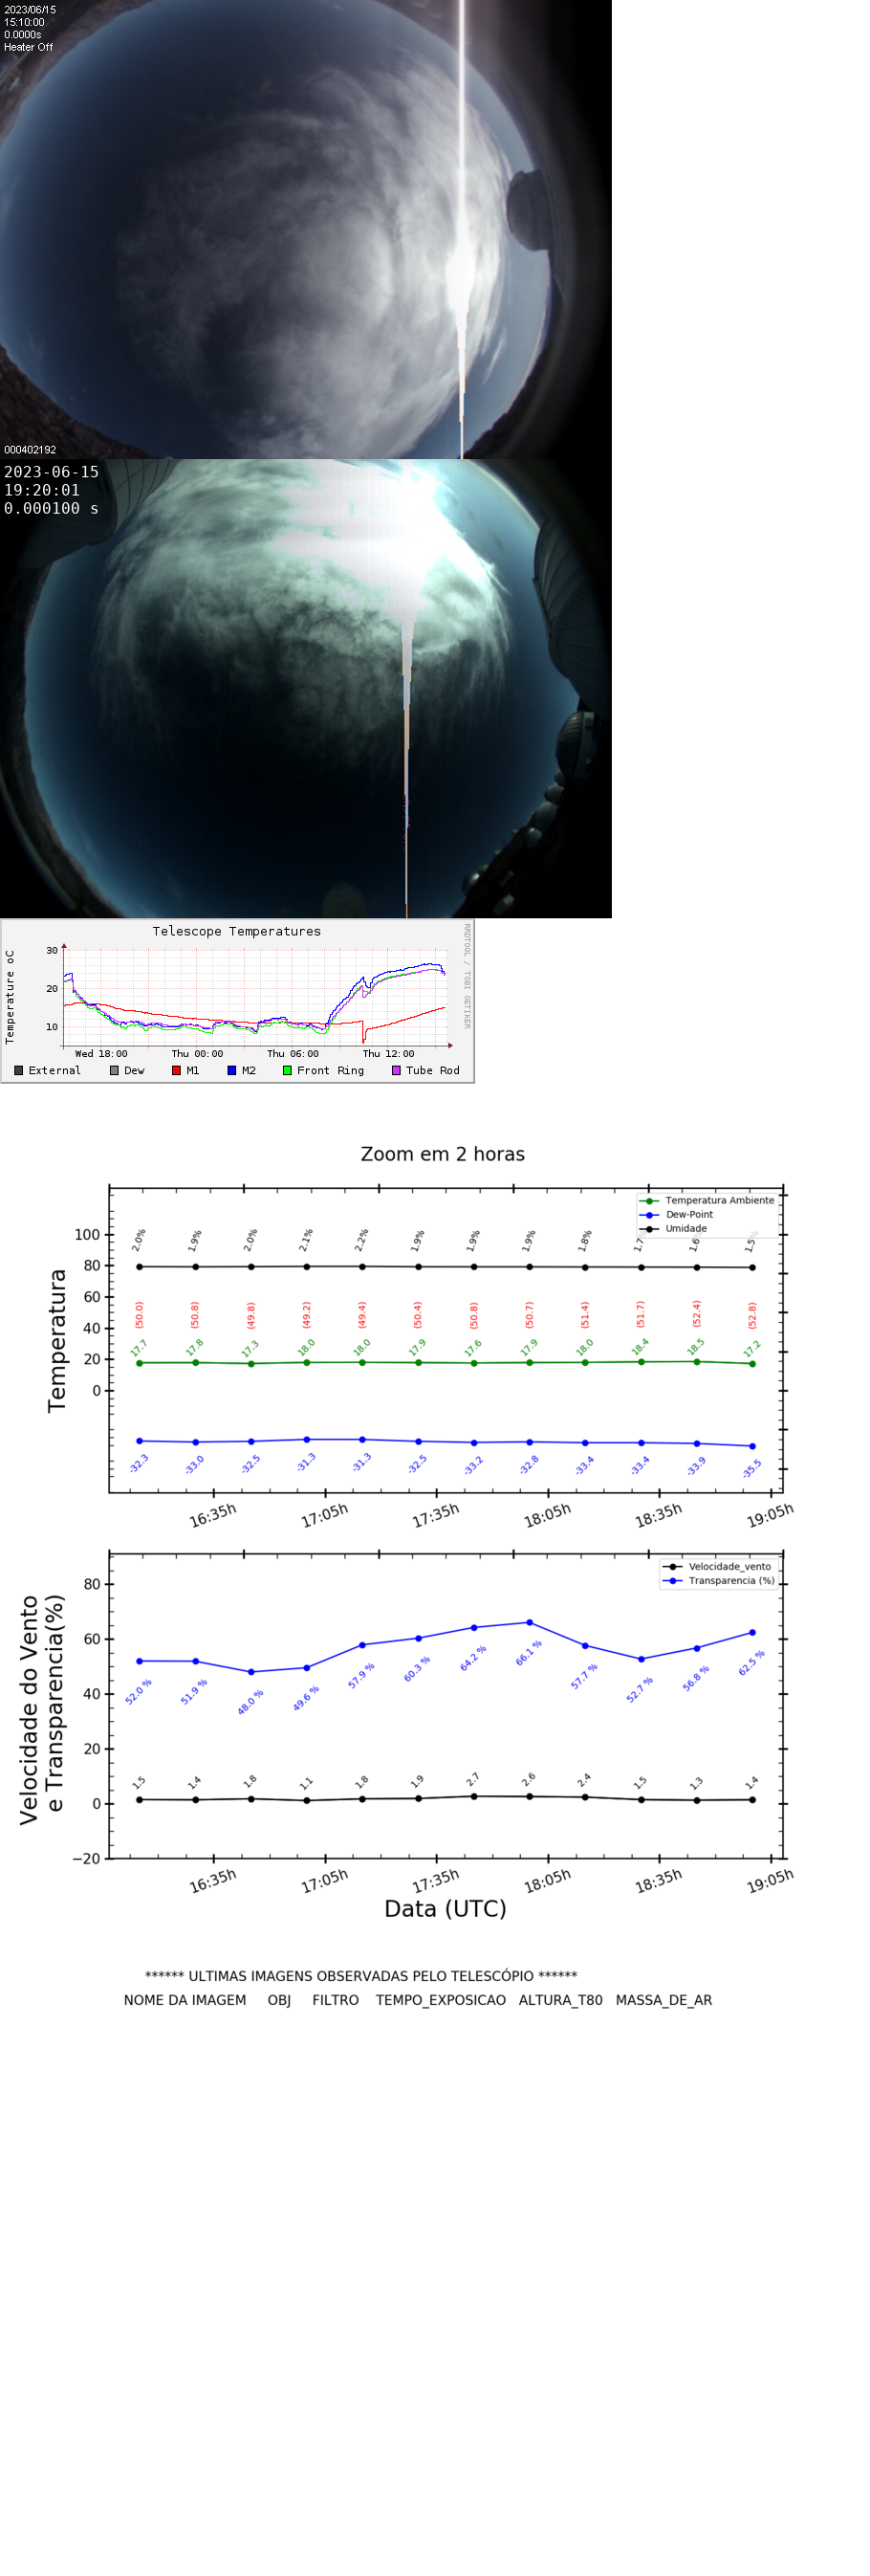 2023/06/15
15:10:00
0.0000s
Heater Off
000402192
2023-06-15
19:20:01
0.000100 s
Telescope Temperatures
RRDTOOL / TOBI OETIKER
Temperature oC
30
20
10
Wed 18:00 Thu 00:00 Thu 06:00 Thu 12:00
External Dew M1 M2 Front Ring Tube Rod
Zoom em 2 horas
Temperatura Ambiente
Dew-Point
Umidade
Temperatura
100
80
60
40
20
0
2.0% 1.9% 2.0% 2.1% 2.2% 1.9% 1.9% 1.9% 1.8% 1.7 1.6 1.5
(50.0) (50.8) (49.8) (49.2) (49.4) (50.4) (50.8) (50.7) (51.4) (51.7) (52.4) (52.8)
17.7 17.8 17.3 18.0 18.0 17.9 17.6 17.9 18.0 18.4 18.5 17.2
-32.3 -33.0 -32.5 -31.3 -31.3 -32.5 -33.2 -32.8 -33.4 -33.4 -33.9 -35.5
16:35h 17:05h 17:35h 18:05h 18:35h 19:05h
Velocidade_vento
Transparencia (%)
Velocidade do Vento
e Transparencia(%)
80
60
40
20
0
−20
52.0 % 51.9 % 48.0 % 49.6 % 57.9 % 60.3 % 64.2 % 66.1 % 57.7 % 52.7 % 56.8 % 62.5 %
1.5 1.4 1.8 1.1 1.8 1.9 2.7 2.6 2.4 1.5 1.3 1.4
16:35h 17:05h 17:35h 18:05h 18:35h 19:05h
Data (UTC)
****** ULTIMAS IMAGENS OBSERVADAS PELO TELESCÓPIO ******
NOME DA IMAGEM OBJ FILTRO TEMPO_EXPOSICAO ALTURA_T80 MASSA_DE_AR